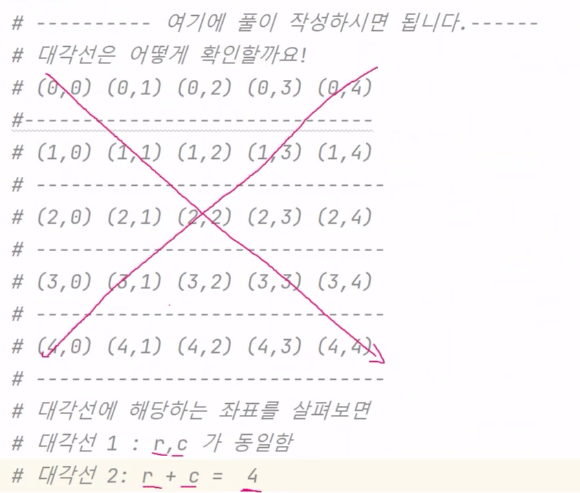 # ---------- 여기에 풀이 작성하시면 됩니다.------
# 대각선은 어떻게 확인할까요!
# (0,0) (0,1) (0,2) (0,3) (0,4)
#---------------------------------
# (1,0) (1,1) (1,2) (1,3) (1,4)
# ---------------------------------
# (2,0) (2,1) (2,2) (2,3) (2,4)
# ---------------------------------
# (3,0) (3,1) (3,2) (3,3) (3,4)
# ---------------------------------
# (4,0) (4,1) (4,2) (4,3) (4,4)
# ---------------------------------
# 대각선에 해당하는 좌표를 살펴보면
# 대각선 1 : r,c 가 동일함
# 대각선 2: r + c = 4